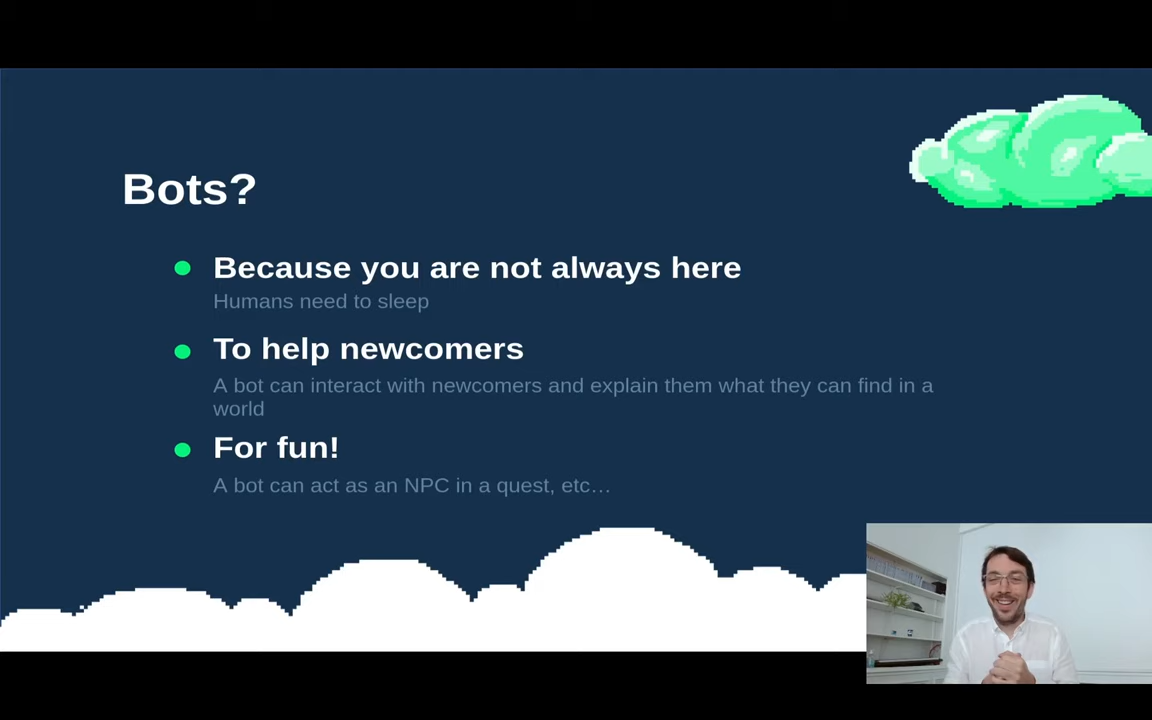 Bots?
Because you are not always here
Humans need to sleep
To help newcomers
A bot can interact with newcomers and explain them what they can find in a
world
For fun!
A bot can act as an NPC in a quest, etc…